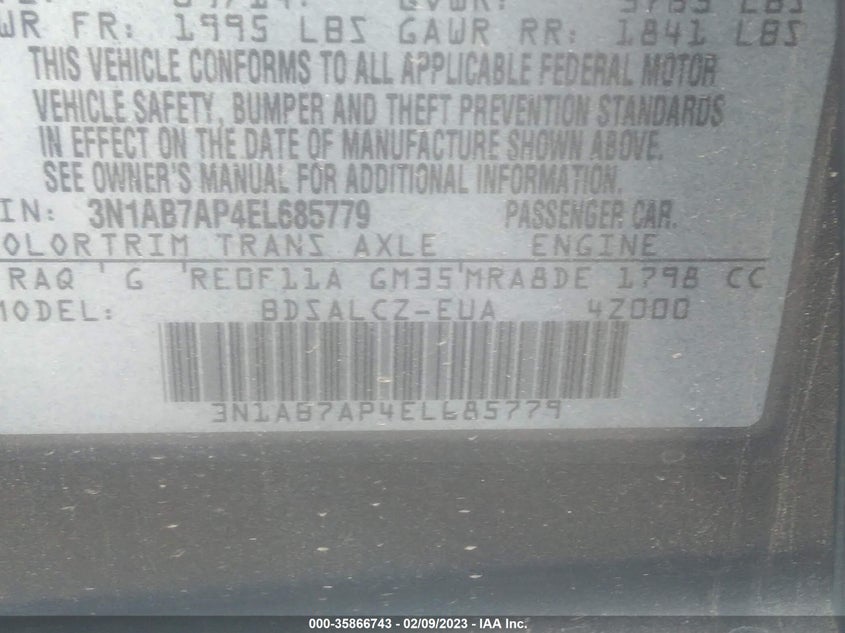 WR FR: 1995 LBS GAWR RR: 1841 LBS
THIS VEHICLE CONFORMS TO ALL APPLICABLE FEDERAL MOTOR
VEHICLE SAFETY, BUMPER AND THEFT PREVENTION STANDARDS
IN EFFECT ON THE DATE OF MANUFACTURE SHOWN ABOVE.
SEE OWNER'S MANUAL FOR ADDITIONAL INFORMATION.
IN: 3N1AB7AP4EL685779 PASSENGER CAR.
OLORTRIM TRANS AXLE ENGINE
RAQ ' G 'RE0F11A GM35'MRA8DE 1798 CC
MODEL: BDSALCZ-EUA 4Z000
3N1AB7AP4EL685779
000-35866743 - 02/09/2023 - IAA Inc.